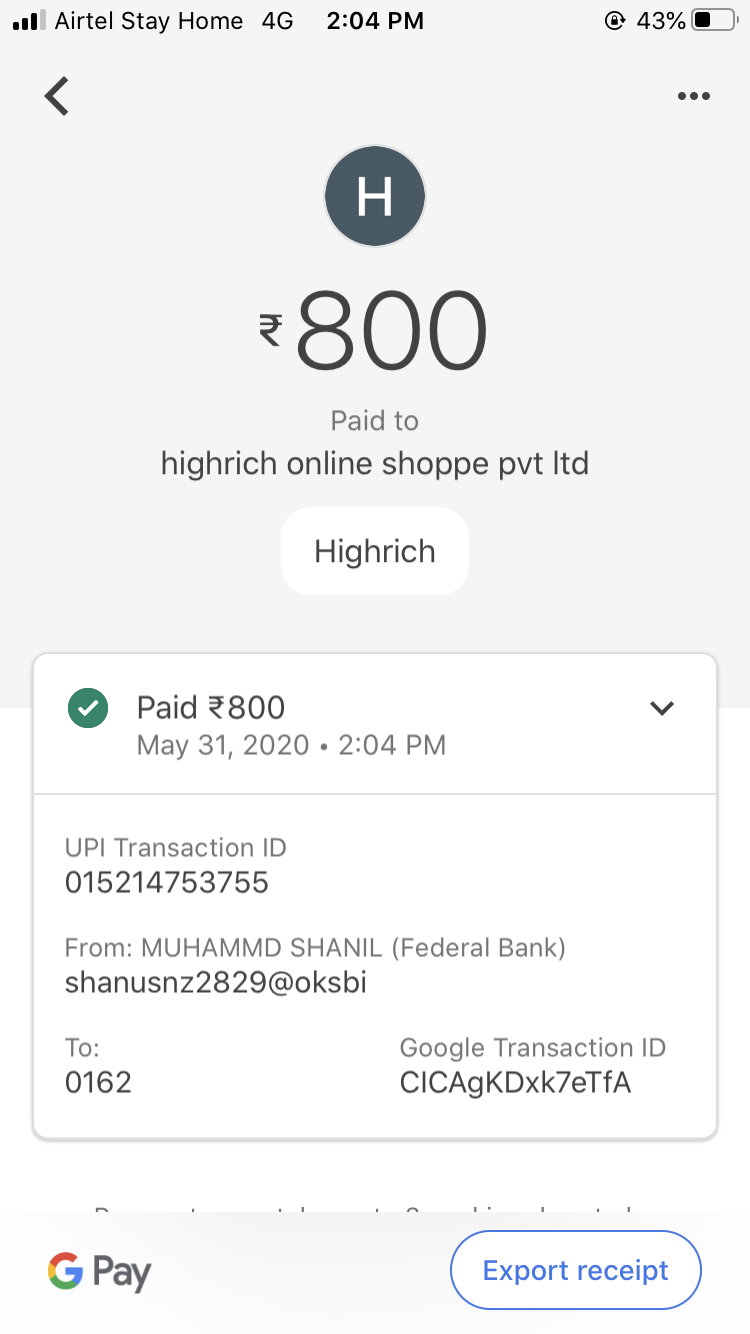 Airtel Stay Home 4G 2:04 PM 43%
H
₹800
Paid to
highrich online shoppe pvt ltd
Highrich
Paid ₹800
May 31, 2020 • 2:04 PM
UPI Transaction ID
015214753755
From: MUHAMMD SHANIL (Federal Bank)
shanusnz2829@oksbi
To:
0162
Google Transaction ID
CICAgKDxk7eTfA
G Pay
Export receipt